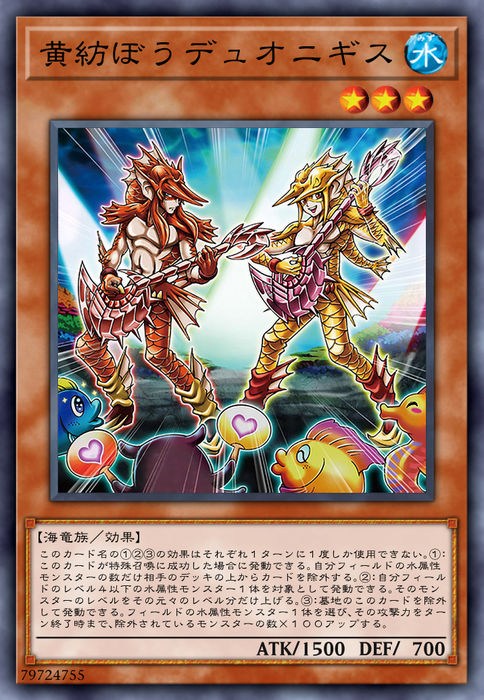 黄紡ぼうデュオニギス
みず
水
【海竜族／効果】
このカード名の①②③の効果はそれぞれ１ターンに１度しか使用できない。①：
このカードが特殊召喚に成功した場合に発動できる。自分フィールドの水属性
モンスターの数だけ相手のデッキの上からカードを除外する。②：自分フィール
ドのレベル４以下の水属性モンスター１体を対象として発動できる。そのモン
スターのレベルをその元々のレベル分だけ上げる。③：墓地のこのカードを除外
して発動できる。フィールドの水属性モンスター１体を選び、その攻撃力をター
ン終了時まで、除外されているモンスターの数×１００アップする。
ATK/1500 DEF/ 700
79724755